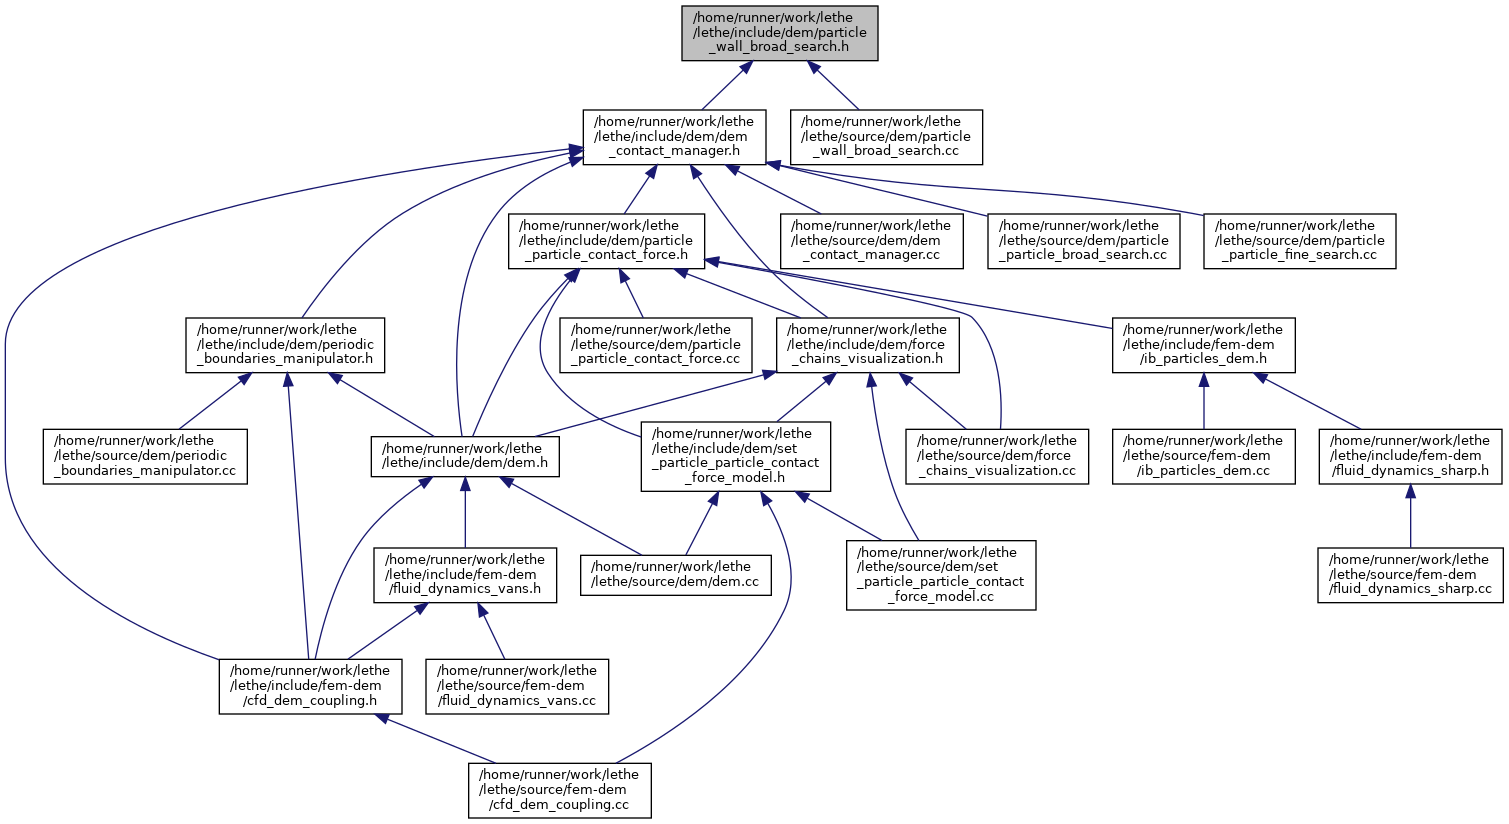 /home/runner/work/lethe
/lethe/include/dem/particle
_wall_broad_search.h
/home/runner/work/lethe
/lethe/include/dem/dem
_contact_manager.h
/home/runner/work/lethe
/lethe/source/dem/particle
_wall_broad_search.cc
/home/runner/work/lethe
/lethe/include/dem/particle
_particle_contact_force.h
/home/runner/work/lethe
/lethe/source/dem/dem
_contact_manager.cc
/home/runner/work/lethe
/lethe/source/dem/particle
_particle_broad_search.cc
/home/runner/work/lethe
/lethe/source/dem/particle
_particle_fine_search.cc
/home/runner/work/lethe
/lethe/include/dem/periodic
_boundaries_manipulator.h
/home/runner/work/lethe
/lethe/source/dem/particle
_particle_contact_force.cc
/home/runner/work/lethe
/lethe/include/dem/force
_chains_visualization.h
/home/runner/work/lethe
/lethe/include/fem-dem
/ib_particles_dem.h
/home/runner/work/lethe
/lethe/source/dem/periodic
_boundaries_manipulator.cc
/home/runner/work/lethe
/lethe/include/dem/dem.h
/home/runner/work/lethe
/lethe/include/dem/set
_particle_particle_contact
_force_model.h
/home/runner/work/lethe
/lethe/source/dem/force
_chains_visualization.cc
/home/runner/work/lethe
/lethe/source/fem-dem
/ib_particles_dem.cc
/home/runner/work/lethe
/lethe/include/fem-dem
/fluid_dynamics_sharp.h
/home/runner/work/lethe
/lethe/include/fem-dem
/fluid_dynamics_vans.h
/home/runner/work/lethe
/lethe/source/dem/dem.cc
/home/runner/work/lethe
/lethe/source/dem/set
_particle_particle_contact
_force_model.cc
/home/runner/work/lethe
/lethe/source/fem-dem
/fluid_dynamics_sharp.cc
/home/runner/work/lethe
/lethe/include/fem-dem
/cfd_dem_coupling.h
/home/runner/work/lethe
/lethe/source/fem-dem
/fluid_dynamics_vans.cc
/home/runner/work/lethe
/lethe/source/fem-dem
/cfd_dem_coupling.cc